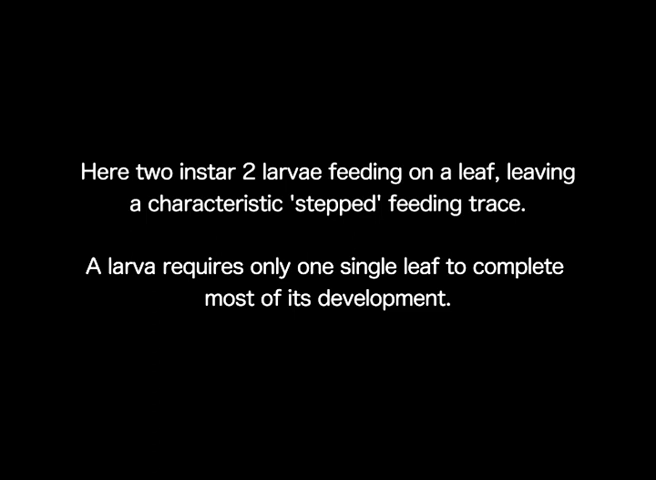 Here two instar 2 larvae feeding on a leaf, leaving
a characteristic 'stepped' feeding trace.
A larva requires only one single leaf to complete
most of its development.